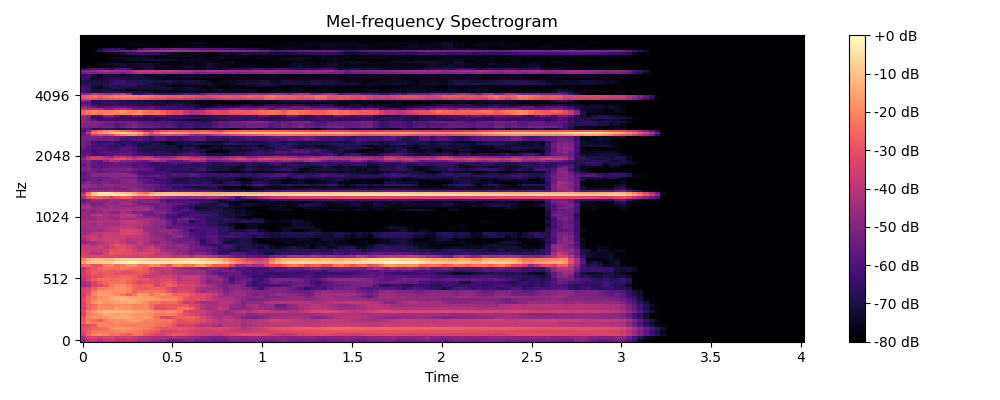 Mel-frequency Spectrogram
+0 dB
-10 dB
-20 dB
-30 dB
-40 dB
-50 dB
-60 dB
-70 dB
-80 dB
Hz
4096
2048
1024
512
0
0 0.5 1 1.5 2 2.5 3 3.5 4
Time